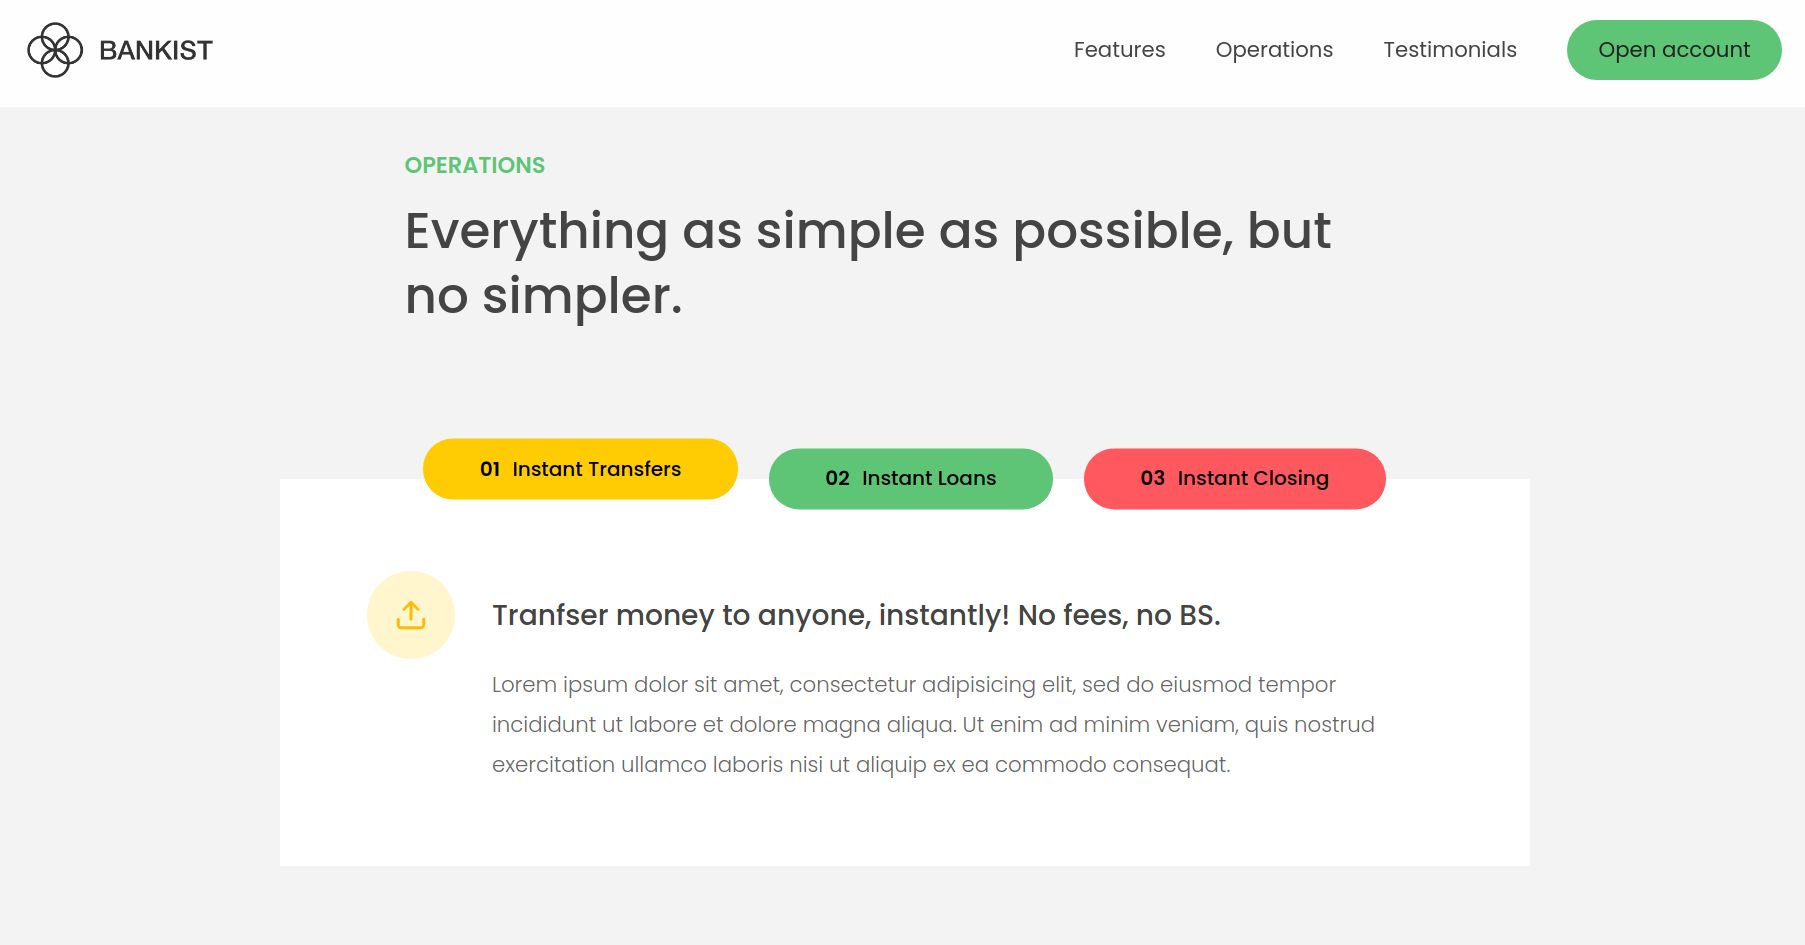 BANKIST
Features Operations Testimonials Open account
OPERATIONS
Everything as simple as possible, but
no simpler.
01 Instant Transfers
02 Instant Loans
03 Instant Closing
Tranfser money to anyone, instantly! No fees, no BS.
Lorem ipsum dolor sit amet, consectetur adipisicing elit, sed do eiusmod tempor
incididunt ut labore et dolore magna aliqua. Ut enim ad minim veniam, quis nostrud
exercitation ullamco laboris nisi ut aliquip ex ea commodo consequat.